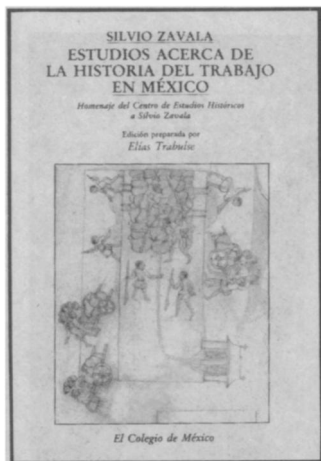 SILVIO ZAVALA
ESTUDIOS ACERCA DE
LA HISTORIA DEL TRABAJO
EN MÉXICO
Homenaje del Centro de Estudios Históricos
a Silvio Zavala
Edición preparada por
Elías Trabulse
El Colegio de México